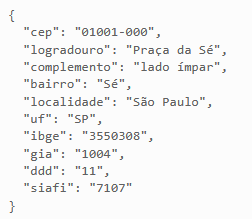 {
"cep": "01001-000",
"logradouro": "Praça da Sé",
"complemento": "lado ímpar",
"bairro": "Sé",
"localidade": "São Paulo",
"uf": "SP",
"ibge": "3550308",
"gia": "1004",
"ddd": "11",
"siafi": "7107"
}